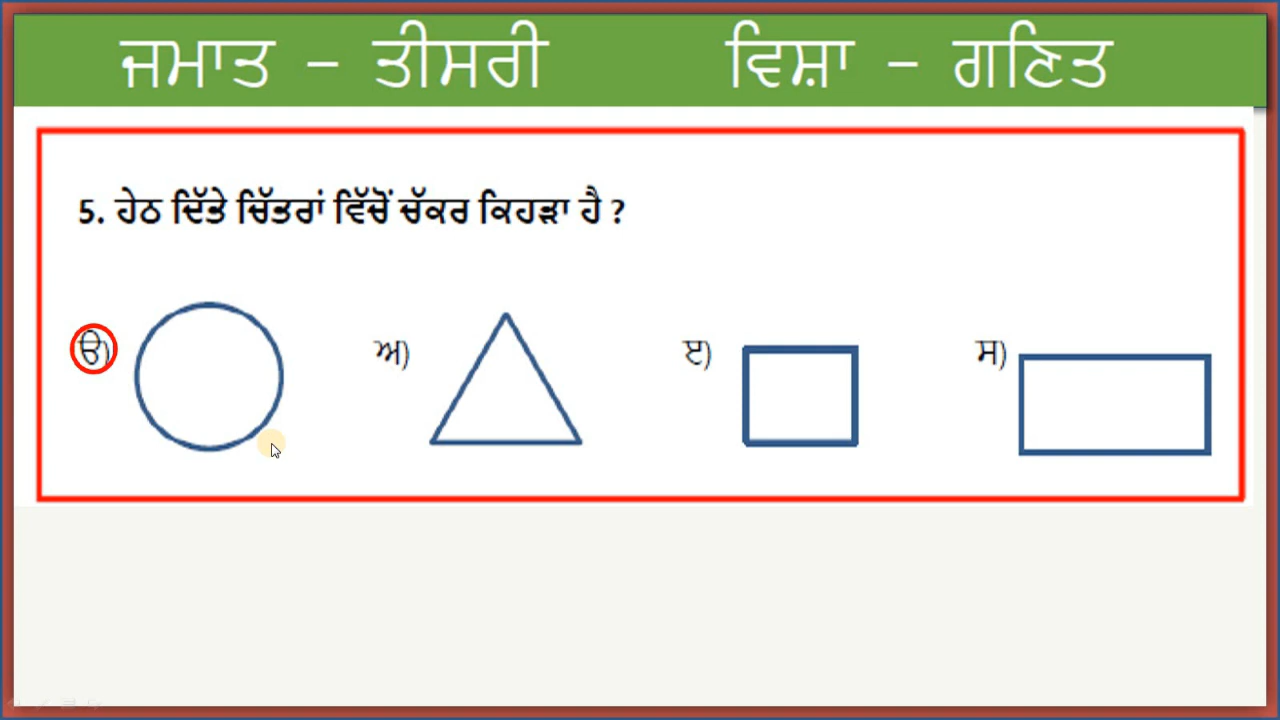 ਜਮਾਤ – ਤੀਸਰੀ ਵਿਸ਼ਾ – ਗਣਿਤ
5. ਹੇਠ ਦਿੱਤੇ ਚਿੱਤਰਾਂ ਵਿੱਚੋਂ ਚੱਕਰ ਕਿਹੜਾ ਹੈ ?
ੳ) ਅ) ੲ) ਸ)